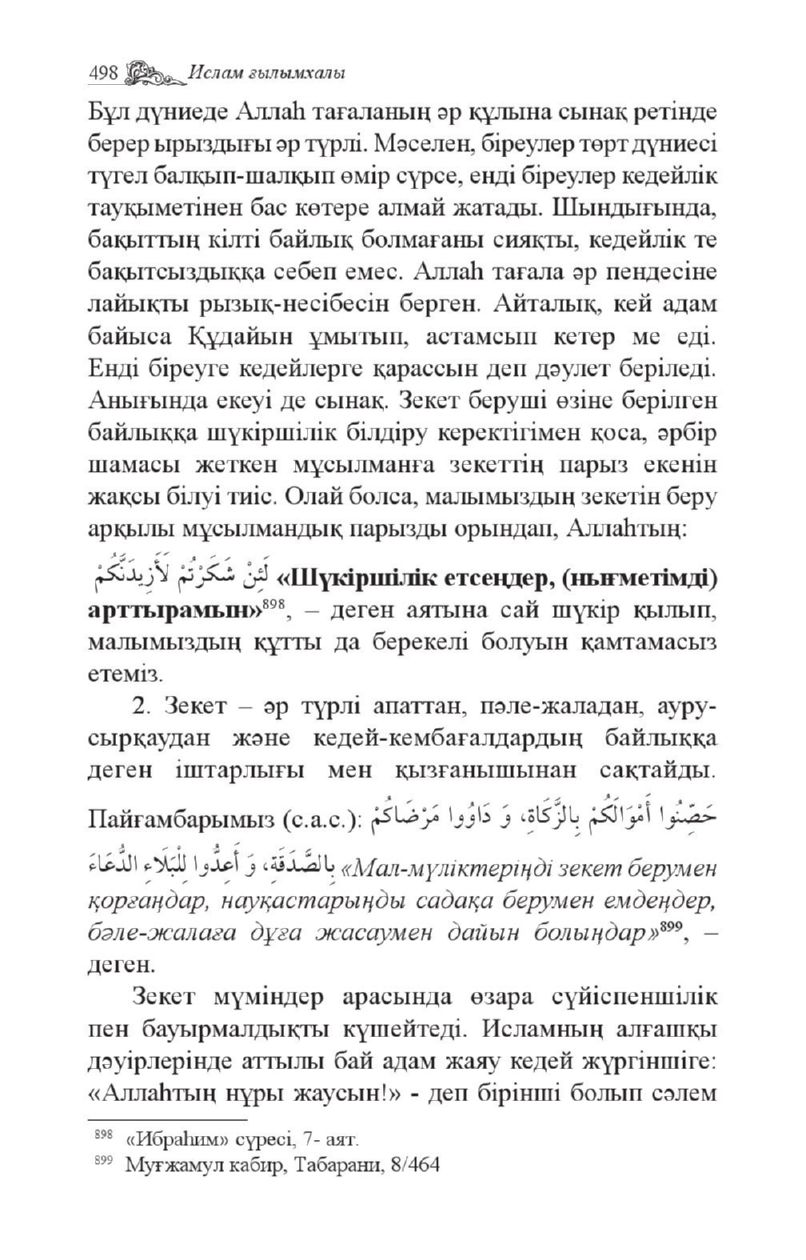 498 Ислам ғылымхалы
Бұл дүниеде Аллаһ тағаланың әр құлына сынақ ретінде
берер ырыздығы әр түрлі. Мәселен, біреулер төрт дүниесі
түгел балқып-шалқып өмір сүрсе, енді біреулер кедейлік
тауқыметінен бас көтере алмай жатады. Шындығында,
бақыттың кілті байлық болмағаны сияқты, кедейлік те
бақытсыздыққа себеп емес. Аллаһ тағала әр пендесіне
лайықты рызық-несібесін берген. Айталық, кей адам
байыса Құдайын ұмытып, астамсып кетер ме еді.
Енді біреуге кедейлерге қарассын деп дәулет беріледі.
Анығында екеуі де сынақ. Зекет беруші өзіне берілген
байлыққа шүкіршілік білдіру керектігімен қоса, әрбір
шамасы жеткен мұсылманға зекеттің парыз екенін
жақсы білуі тиіс. Олай болса, малымыздың зекетін беру
арқылы мұсылмандық парызды орындап, Аллаһтың:
لَئِنْ شَكَرْتُمْ لَأَزِيدَنَّكُمْ «Шүкіршілік етсеңдер, (нығметімді)
арттырамын»⁸⁹⁸, – деген аятына сай шүкір қылып,
малымыздың құтты да берекелі болуын қамтамасыз
етеміз.
2. Зекет – әр түрлі апаттан, пәле-жаладан, ауру-
сырқаудан және кедей-кембағалдардың байлыққа
деген іштарлығы мен қызғанышынан сақтайды.
Пайғамбарымыз (с.а.с.): حَصِّنُوا أَمْوَالَكُمْ بِالزَّكَاةِ، وَ دَاوُوا مَرْضَاكُمْ
بِالصَّدَقَةِ، وَ أَعِدُّوا لِلْبَلَاءِ الدُّعَاءَ «Мал-мүліктеріңді зекет берумен
қорғаңдар, науқастарыңды садақа берумен емдеңдер,
бәле-жалаға дұға жасаумен дайын болыңдар»⁸⁹⁹, –
деген.
Зекет мүміндер арасында өзара сүйіспеншілік
пен бауырмалдықты күшейтеді. Исламның алғашқы
дәуірлерінде аттылы бай адам жаяу кедей жүргіншіге:
«Аллаһтың нұры жаусын!» - деп бірінші болып сәлем
⁸⁹⁸ «Ибраһим» сүресі, 7- аят.
⁸⁹⁹ Муғжамул кабир, Табарани, 8/464